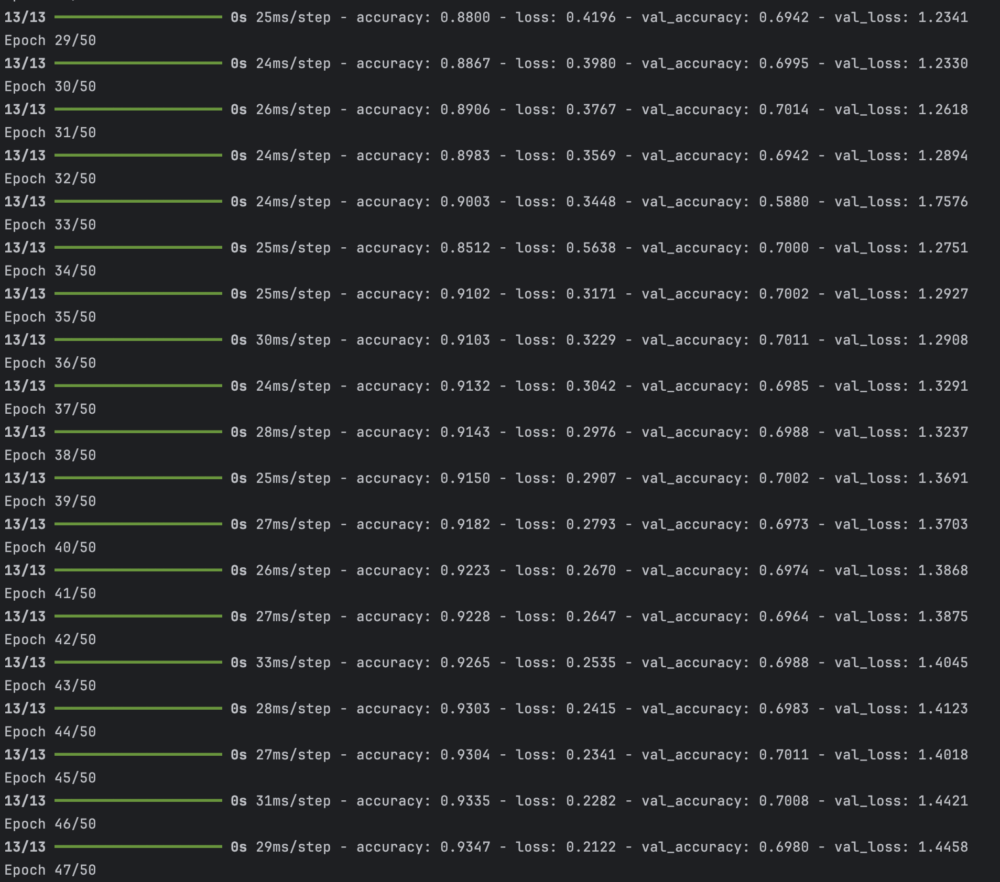 13/13 0s 25ms/step - accuracy: 0.8800 - loss: 0.4196 - val_accuracy: 0.6942 - val_loss: 1.2341
Epoch 29/50
13/13 0s 24ms/step - accuracy: 0.8867 - loss: 0.3980 - val_accuracy: 0.6995 - val_loss: 1.2330
Epoch 30/50
13/13 0s 26ms/step - accuracy: 0.8906 - loss: 0.3767 - val_accuracy: 0.7014 - val_loss: 1.2618
Epoch 31/50
13/13 0s 24ms/step - accuracy: 0.8983 - loss: 0.3569 - val_accuracy: 0.6942 - val_loss: 1.2894
Epoch 32/50
13/13 0s 24ms/step - accuracy: 0.9003 - loss: 0.3448 - val_accuracy: 0.5880 - val_loss: 1.7576
Epoch 33/50
13/13 0s 25ms/step - accuracy: 0.8512 - loss: 0.5638 - val_accuracy: 0.7000 - val_loss: 1.2751
Epoch 34/50
13/13 0s 25ms/step - accuracy: 0.9102 - loss: 0.3171 - val_accuracy: 0.7002 - val_loss: 1.2927
Epoch 35/50
13/13 0s 30ms/step - accuracy: 0.9103 - loss: 0.3229 - val_accuracy: 0.7011 - val_loss: 1.2908
Epoch 36/50
13/13 0s 24ms/step - accuracy: 0.9132 - loss: 0.3042 - val_accuracy: 0.6985 - val_loss: 1.3291
Epoch 37/50
13/13 0s 28ms/step - accuracy: 0.9143 - loss: 0.2976 - val_accuracy: 0.6988 - val_loss: 1.3237
Epoch 38/50
13/13 0s 25ms/step - accuracy: 0.9150 - loss: 0.2907 - val_accuracy: 0.7002 - val_loss: 1.3691
Epoch 39/50
13/13 0s 27ms/step - accuracy: 0.9182 - loss: 0.2793 - val_accuracy: 0.6973 - val_loss: 1.3703
Epoch 40/50
13/13 0s 26ms/step - accuracy: 0.9223 - loss: 0.2670 - val_accuracy: 0.6974 - val_loss: 1.3868
Epoch 41/50
13/13 0s 27ms/step - accuracy: 0.9228 - loss: 0.2647 - val_accuracy: 0.6964 - val_loss: 1.3875
Epoch 42/50
13/13 0s 33ms/step - accuracy: 0.9265 - loss: 0.2535 - val_accuracy: 0.6988 - val_loss: 1.4045
Epoch 43/50
13/13 0s 28ms/step - accuracy: 0.9303 - loss: 0.2415 - val_accuracy: 0.6983 - val_loss: 1.4123
Epoch 44/50
13/13 0s 27ms/step - accuracy: 0.9304 - loss: 0.2341 - val_accuracy: 0.7011 - val_loss: 1.4018
Epoch 45/50
13/13 0s 31ms/step - accuracy: 0.9335 - loss: 0.2282 - val_accuracy: 0.7008 - val_loss: 1.4421
Epoch 46/50
13/13 0s 29ms/step - accuracy: 0.9347 - loss: 0.2122 - val_accuracy: 0.6980 - val_loss: 1.4458
Epoch 47/50